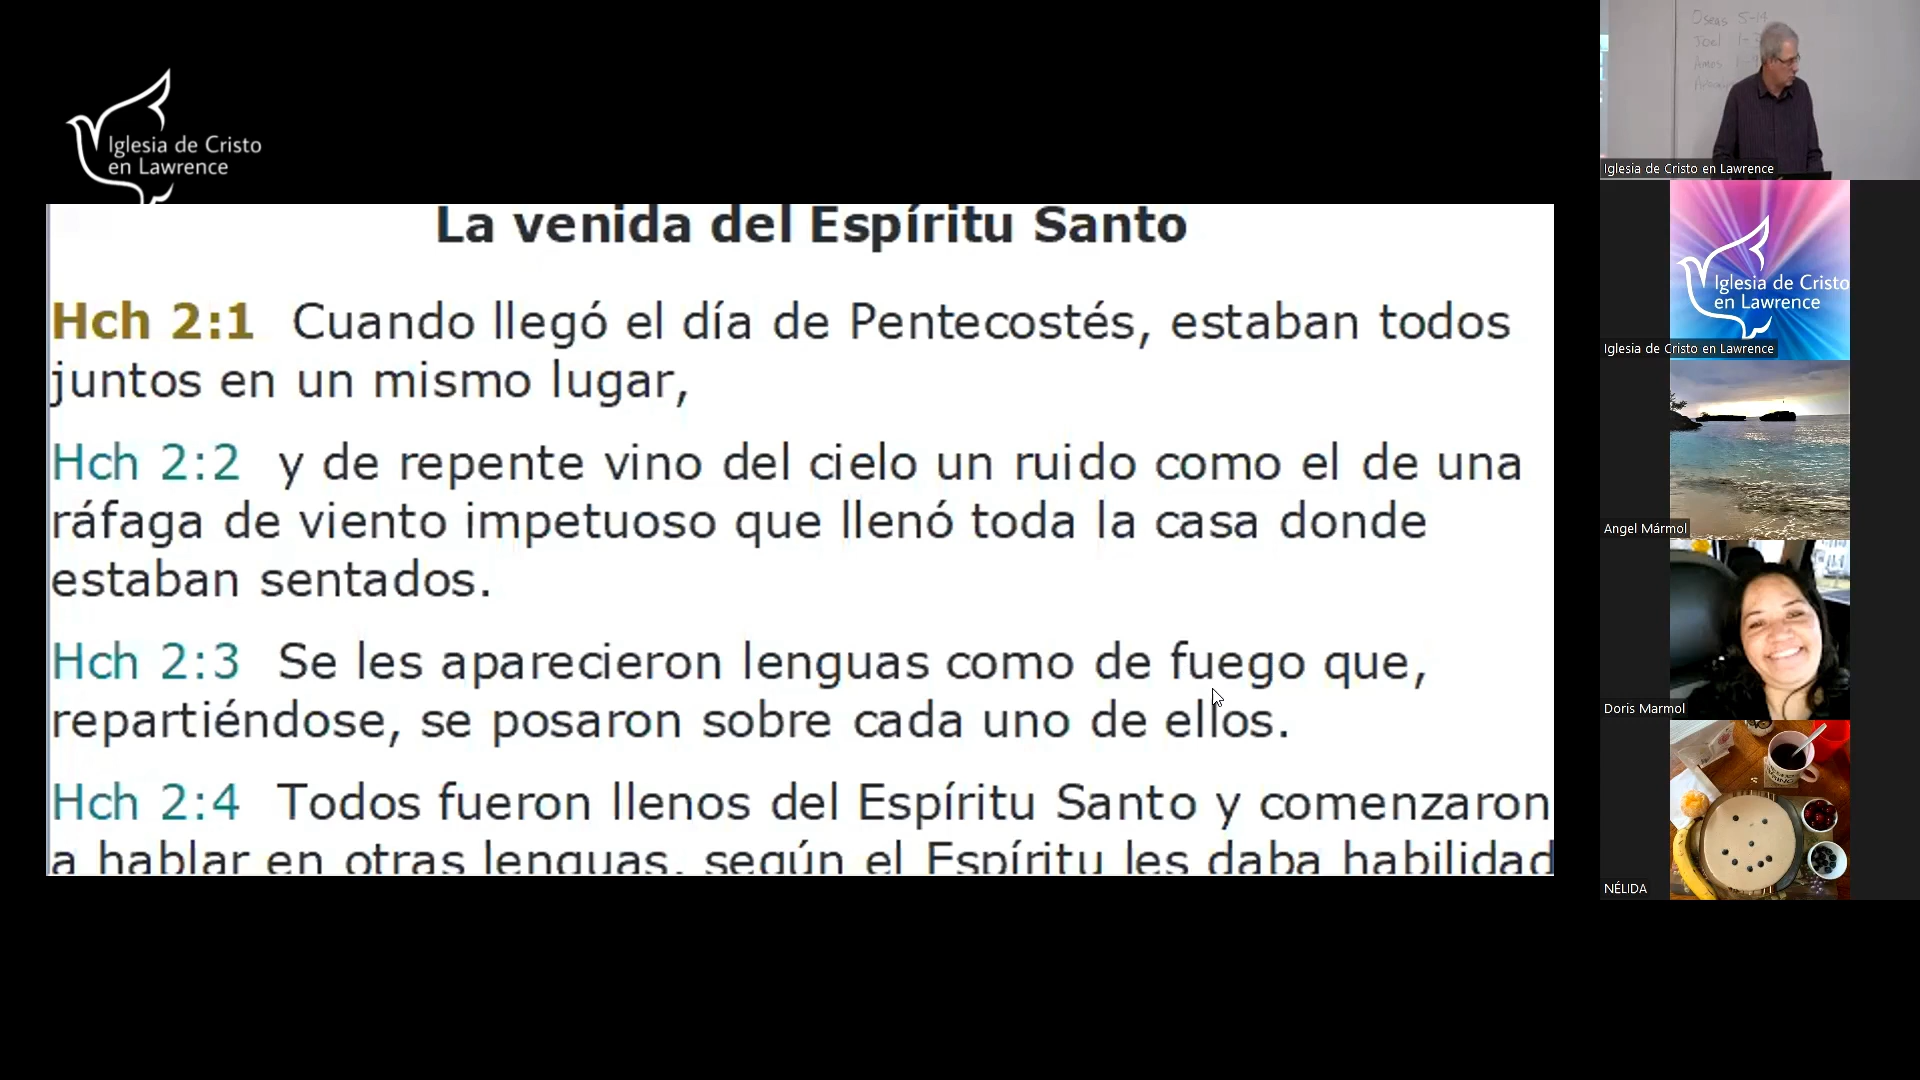 Iglesia de Cristo
en Lawrence
La venida del Espíritu Santo
Hch 2:1 Cuando llegó el día de Pentecostés, estaban todos
juntos en un mismo lugar,
Hch 2:2 y de repente vino del cielo un ruido como el de una
ráfaga de viento impetuoso que llenó toda la casa donde
estaban sentados.
Hch 2:3 Se les aparecieron lenguas como de fuego que,
repartiéndose, se posaron sobre cada uno de ellos.
Hch 2:4 Todos fueron llenos del Espíritu Santo y comenzaron
a hablar en otras lenguas, según el Espíritu les daba habilidad
Oseas 5-14
Joel
Amos
Iglesia de Cristo en Lawrence
Iglesia de Cristo
en Lawrence
Iglesia de Cristo en Lawrence
Angel Mármol
Doris Marmol
NÉLIDA